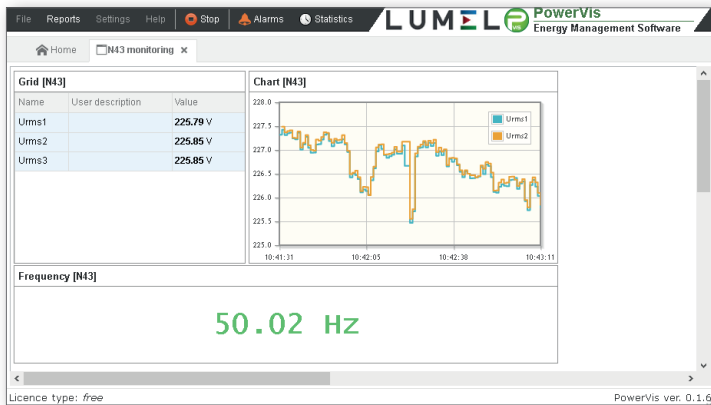 File Reports Settings Help Stop Alarms Statistics LUMEL PowerVis
Energy Management Software
Home N43 monitoring ×
Grid [N43]
Name User description Value
Urms1 225.79 V
Urms2 225.85 V
Urms3 225.85 V
Chart [N43]
228.0
227.5
227.0
226.5
226.0
225.5
225.0
Urms1
Urms2
10:41:31 10:42:05 10:42:38 10:43:11
Frequency [N43]
50.02 Hz
Licence type: free PowerVis ver. 0.1.6